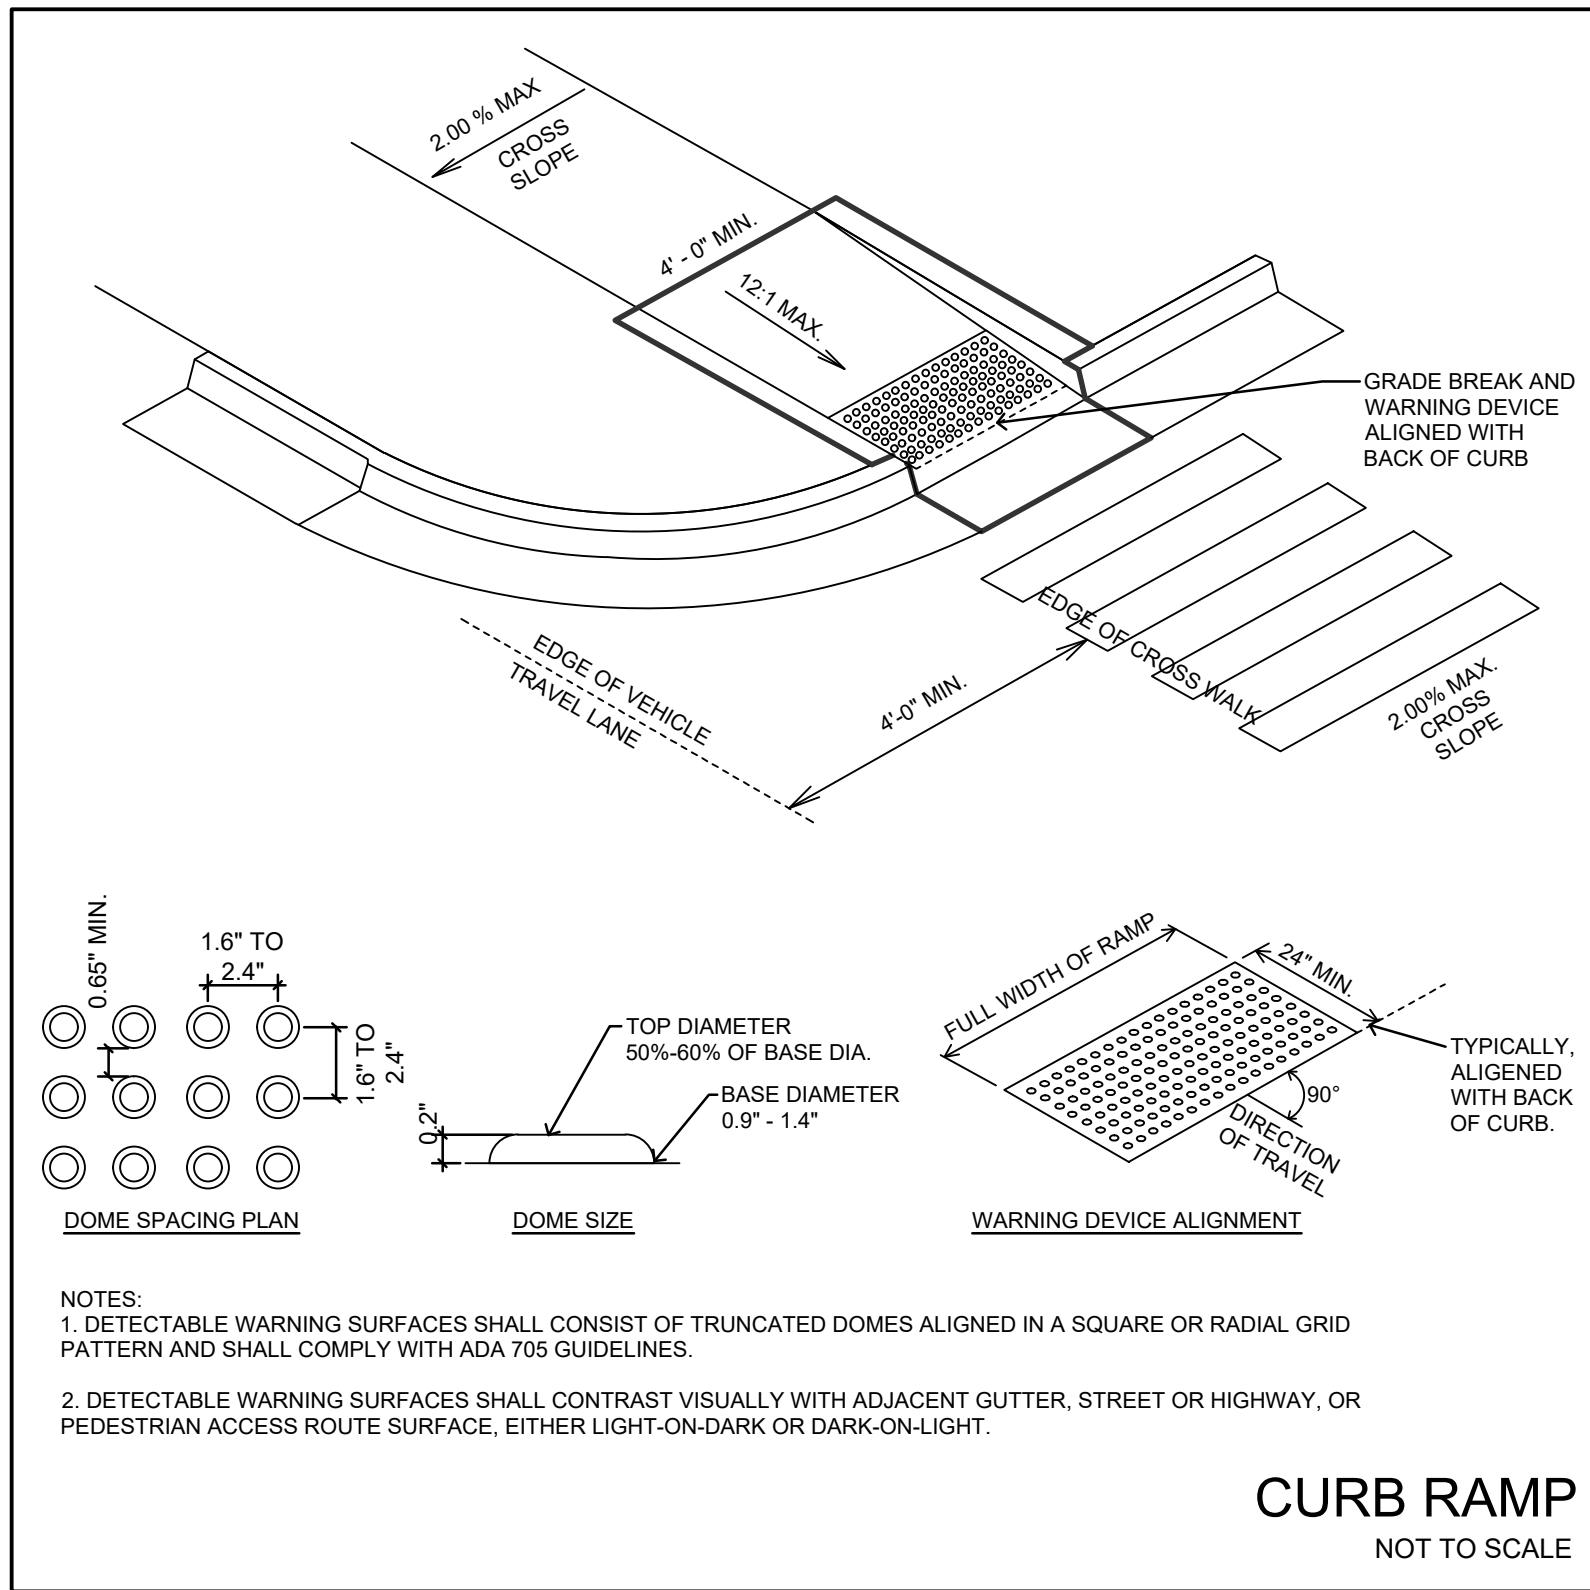 2.00 % MAX
CROSS
SLOPE
4' - 0" MIN.
12:1 MAX.
GRADE BREAK AND
WARNING DEVICE
ALIGNED WITH
BACK OF CURB
EDGE OF CROSS WALK
EDGE OF VEHICLE
TRAVEL LANE
4'-0" MIN.
2.00% MAX.
CROSS
SLOPE
0.65" MIN.
1.6" TO
2.4"
1.6" TO
2.4"
DOME SPACING PLAN
TOP DIAMETER
50%-60% OF BASE DIA.
BASE DIAMETER
0.9" - 1.4"
0.2"
DOME SIZE
FULL WIDTH OF RAMP
24" MIN.
TYPICALLY,
ALIGENED
WITH BACK
OF CURB.
90°
DIRECTION
OF TRAVEL
WARNING DEVICE ALIGNMENT
NOTES:
1. DETECTABLE WARNING SURFACES SHALL CONSIST OF TRUNCATED DOMES ALIGNED IN A SQUARE OR RADIAL GRID
PATTERN AND SHALL COMPLY WITH ADA 705 GUIDELINES.
2. DETECTABLE WARNING SURFACES SHALL CONTRAST VISUALLY WITH ADJACENT GUTTER, STREET OR HIGHWAY, OR
PEDESTRIAN ACCESS ROUTE SURFACE, EITHER LIGHT-ON-DARK OR DARK-ON-LIGHT.
CURB RAMP
NOT TO SCALE